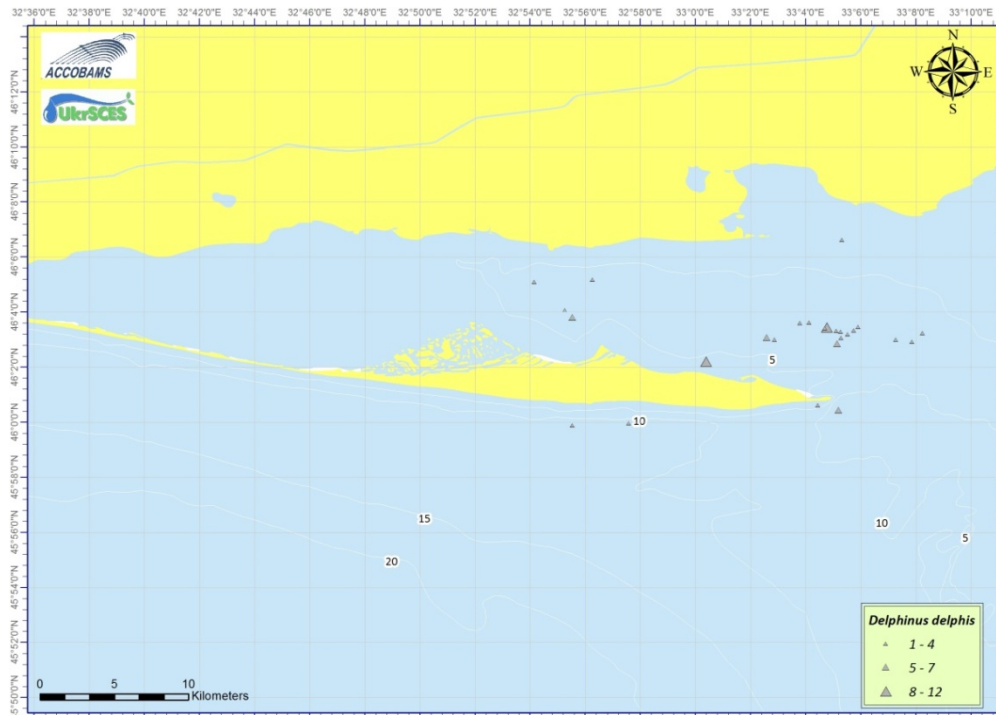 32°36'0"E 32°38'0"E 32°40'0"E 32°42'0"E 32°44'0"E 32°46'0"E 32°48'0"E 32°50'0"E 32°52'0"E 32°54'0"E 32°56'0"E 32°58'0"E 33°0'0"E 33°2'0"E 33°4'0"E 33°6'0"E 33°8'0"E 33°10'0"E
ACCOBAMS
UkrSCES
N
W E
S
46°12'0"N
46°10'0"N
46°8'0"N
46°6'0"N
46°4'0"N
46°2'0"N
46°0'0"N
45°58'0"N
45°56'0"N
45°54'0"N
45°52'0"N
5°50'0"N
5
10
15
10
5
20
Delphinus delphis
1 - 4
5 - 7
8 - 12
0 5 10
Kilometers